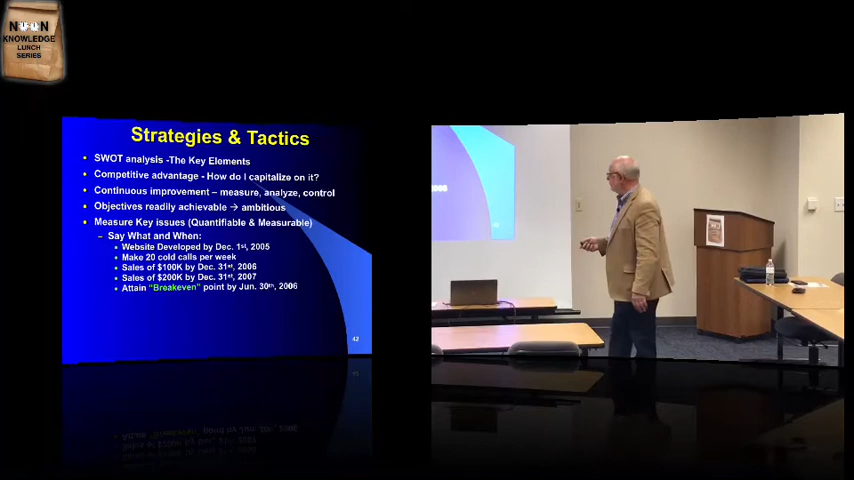 NOON
KNOWLEDGE
LUNCH
SERIES
Strategies & Tactics
• SWOT analysis -The Key Elements
• Competitive advantage - How do I capitalize on it?
• Continuous improvement – measure, analyze, control
• Objectives readily achievable → ambitious
• Measure Key issues (Quantifiable & Measurable)
– Say What and When:
• Website Developed by Dec. 1st, 2005
• Make 20 cold calls per week
• Sales of $100K by Dec. 31st, 2006
• Sales of $200K by Dec. 31st, 2007
• Attain “Breakeven” point by Jun. 30th, 2006
42